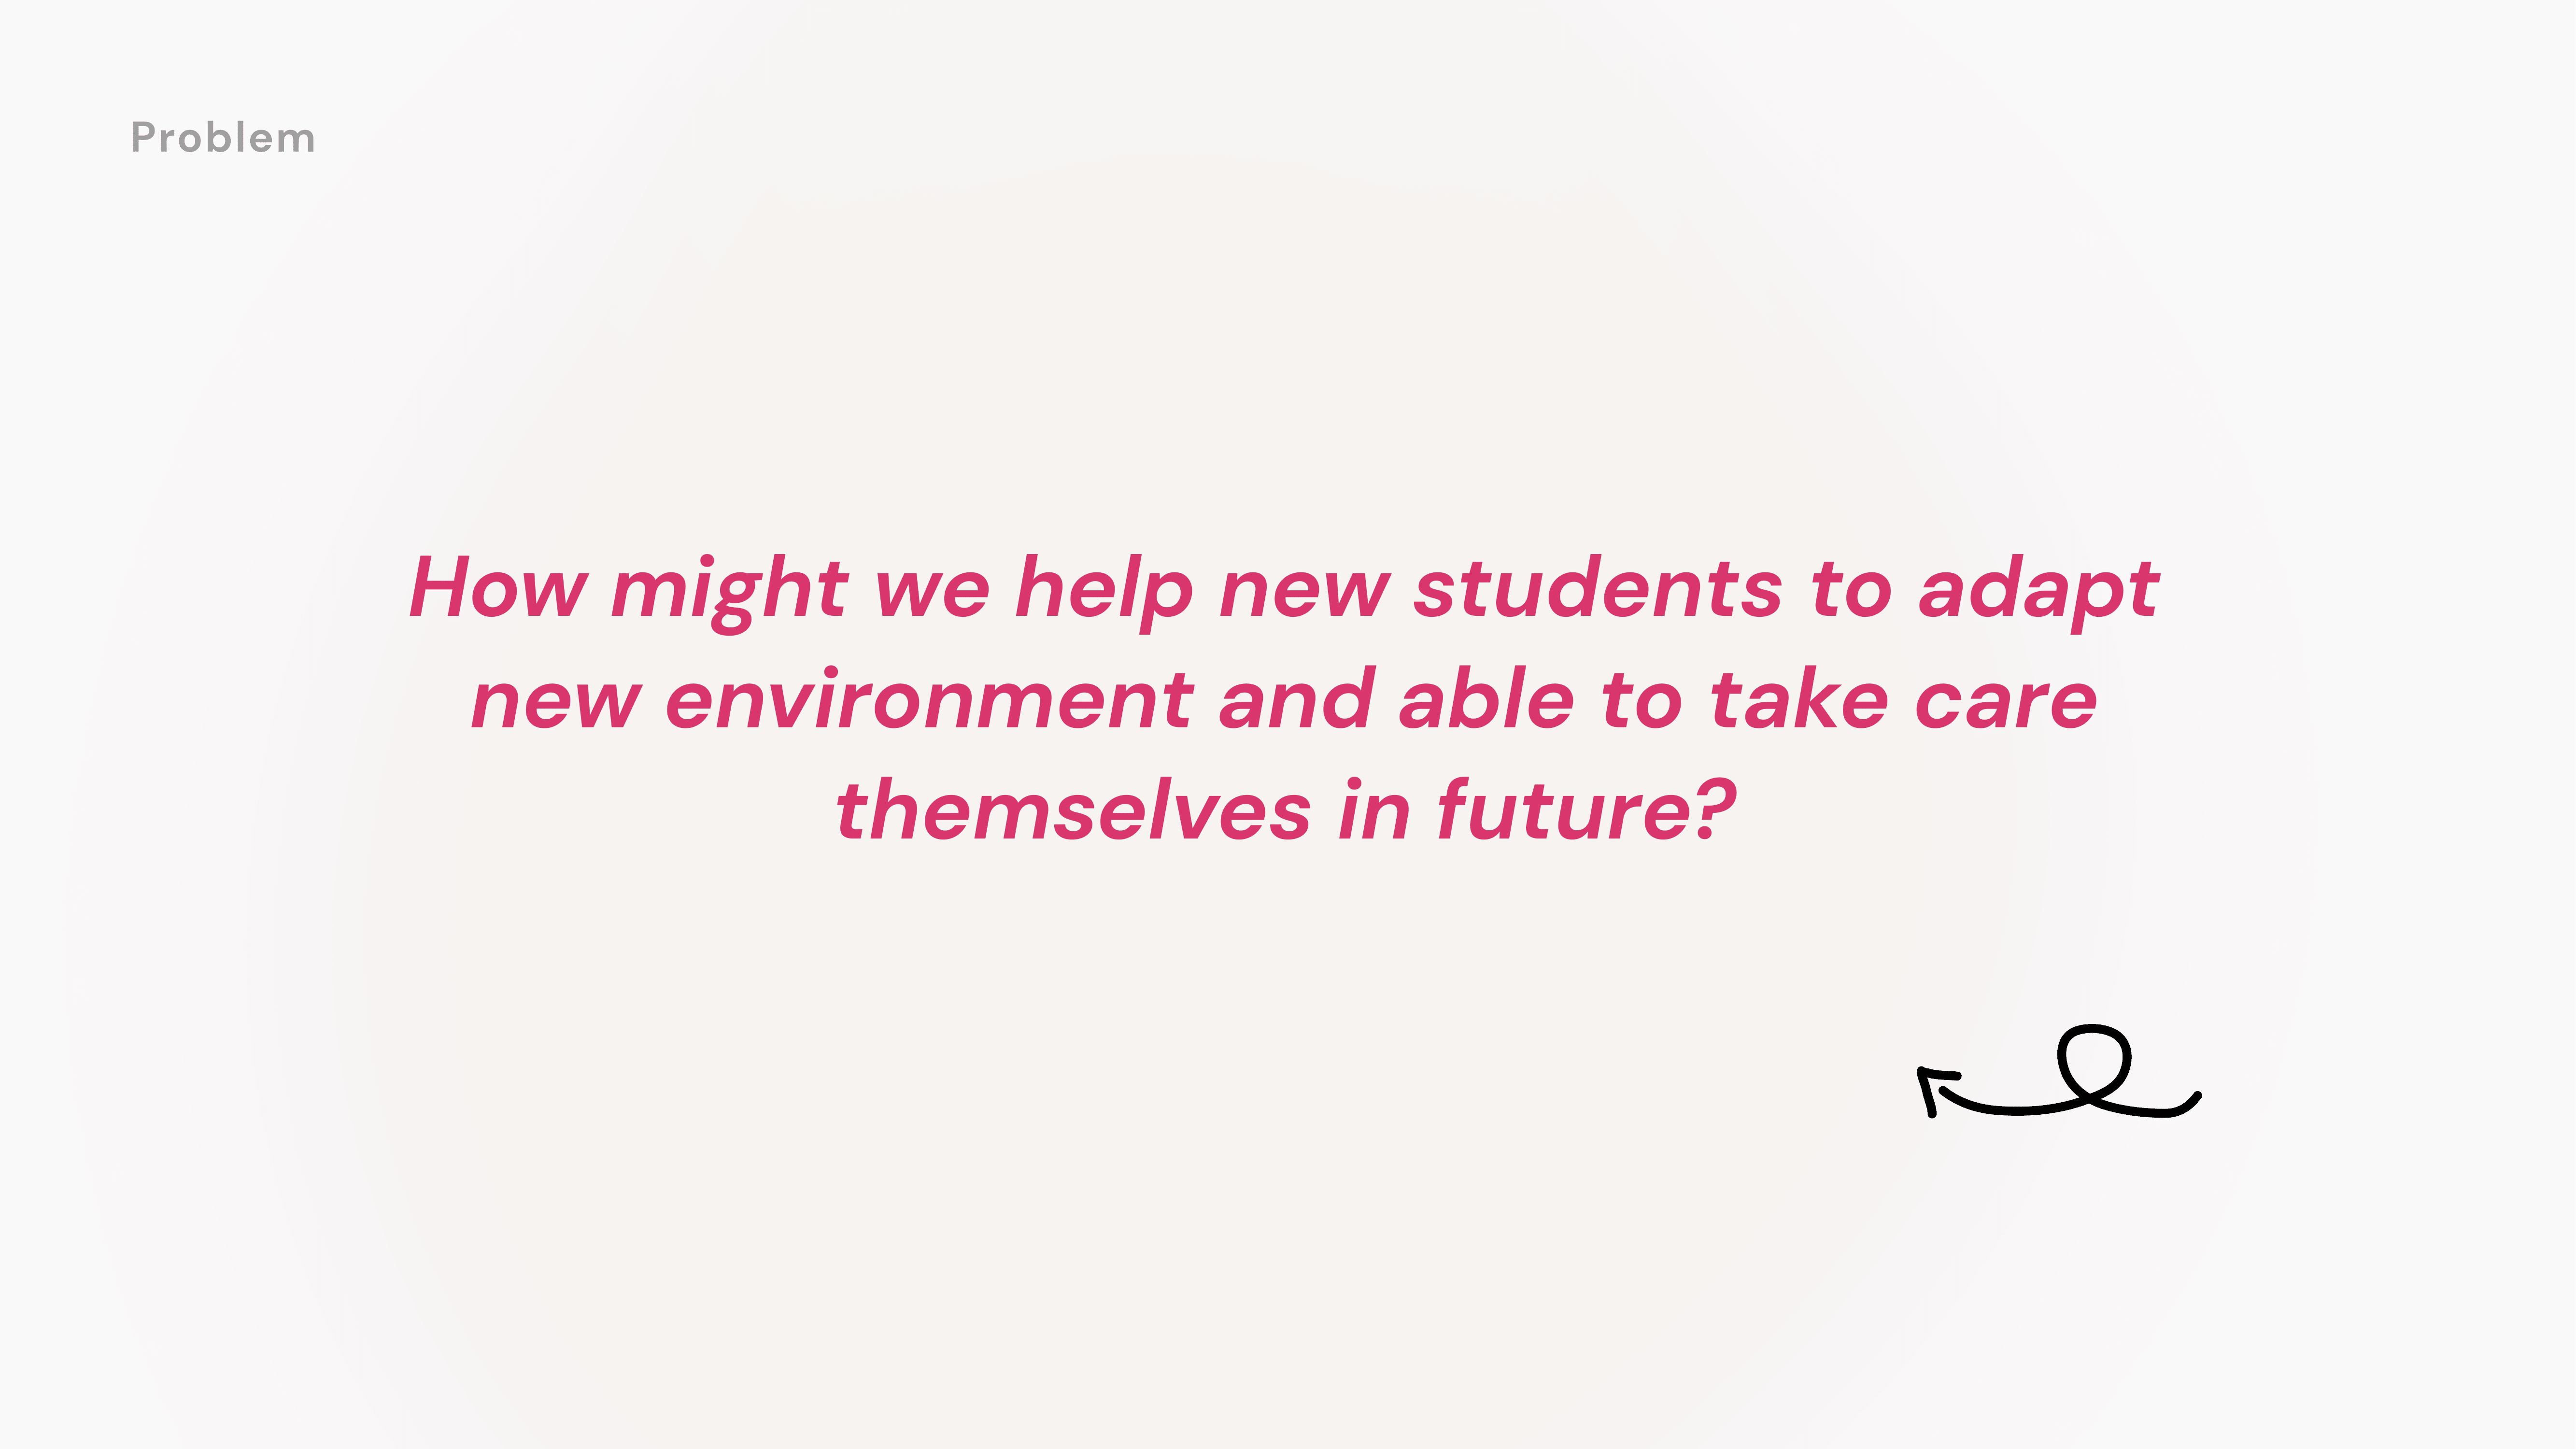 Problem
How might we help new students to adapt
new environment and able to take care
themselves in future?